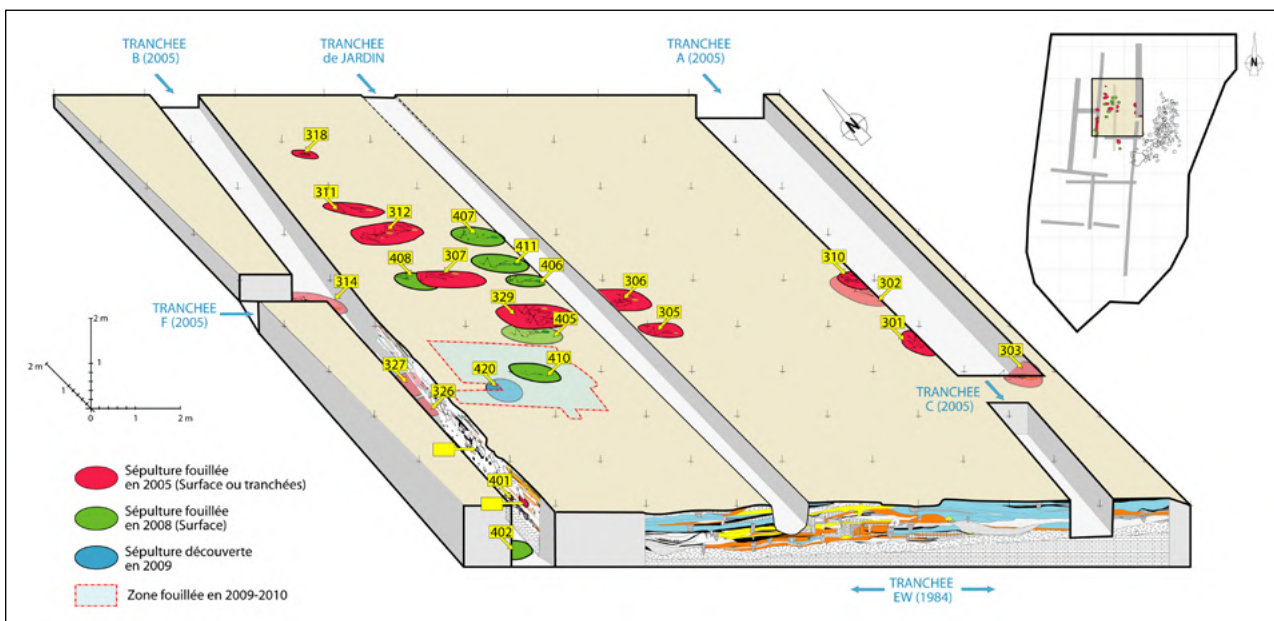 TRANCHEE
B (2005)
TRANCHEE
de JARDIN
TRANCHEE
A (2005)
N
N
318
311
312
407
411
408
307
406
310
302
314
306
329
305
301
405
303
TRANCHEE
F (2005)
327
410
420
326
TRANCHEE
C (2005)
2 m
2 m
1
1
0
1
2 m
401
402
Sépulture fouillée
en 2005 (Surface ou tranchées)
Sépulture fouillée
en 2008 (Surface)
Sépulture découverte
en 2009
Zone fouillée en 2009-2010
TRANCHEE
EW (1984)